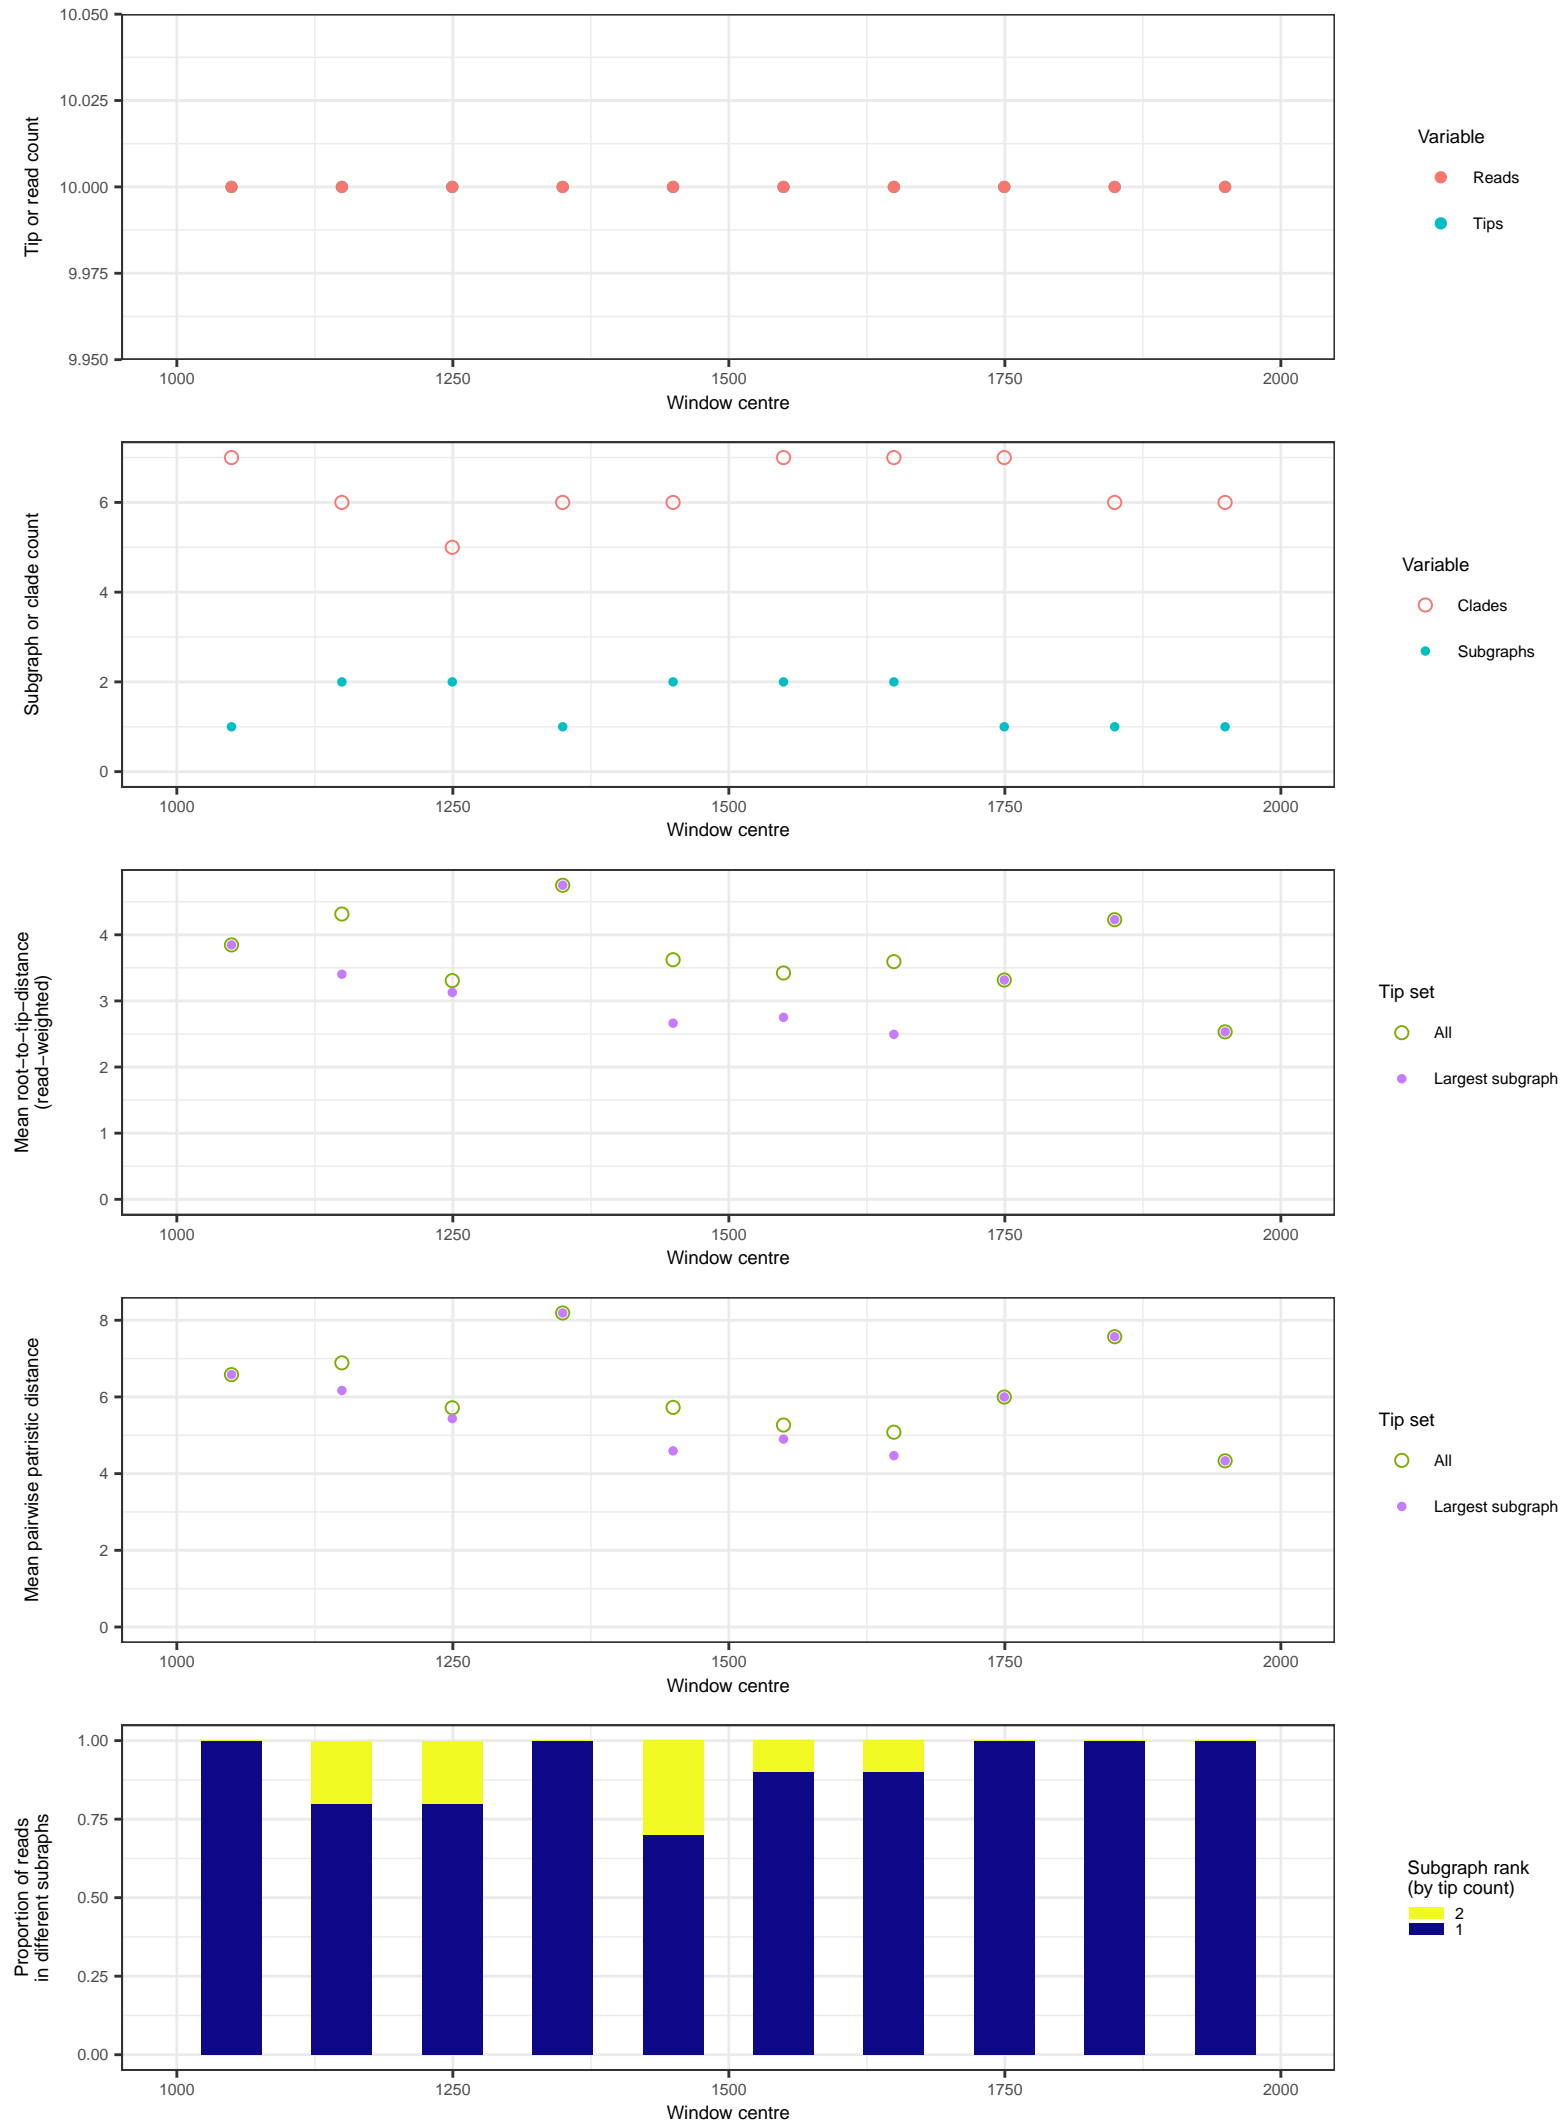 10.050
10.025
10.000
9.975
9.950
Tip or read count
1000 1250 1500 1750 2000
Window centre
Variable
Reads
Tips
6
4
2
0
Subgraph or clade count
1000 1250 1500 1750 2000
Window centre
Variable
Clades
Subgraphs
4
3
2
1
0
Mean root−to−tip−distance
(read−weighted)
1000 1250 1500 1750 2000
Window centre
Tip set
All
Largest subgraph
8
6
4
2
0
Mean pairwise patristic distance
1000 1250 1500 1750 2000
Window centre
Tip set
All
Largest subgraph
1.00
0.75
0.50
0.25
0.00
Proportion of reads
in different subraphs
1000 1250 1500 1750 2000
Window centre
Subgraph rank
(by tip count)
2
1